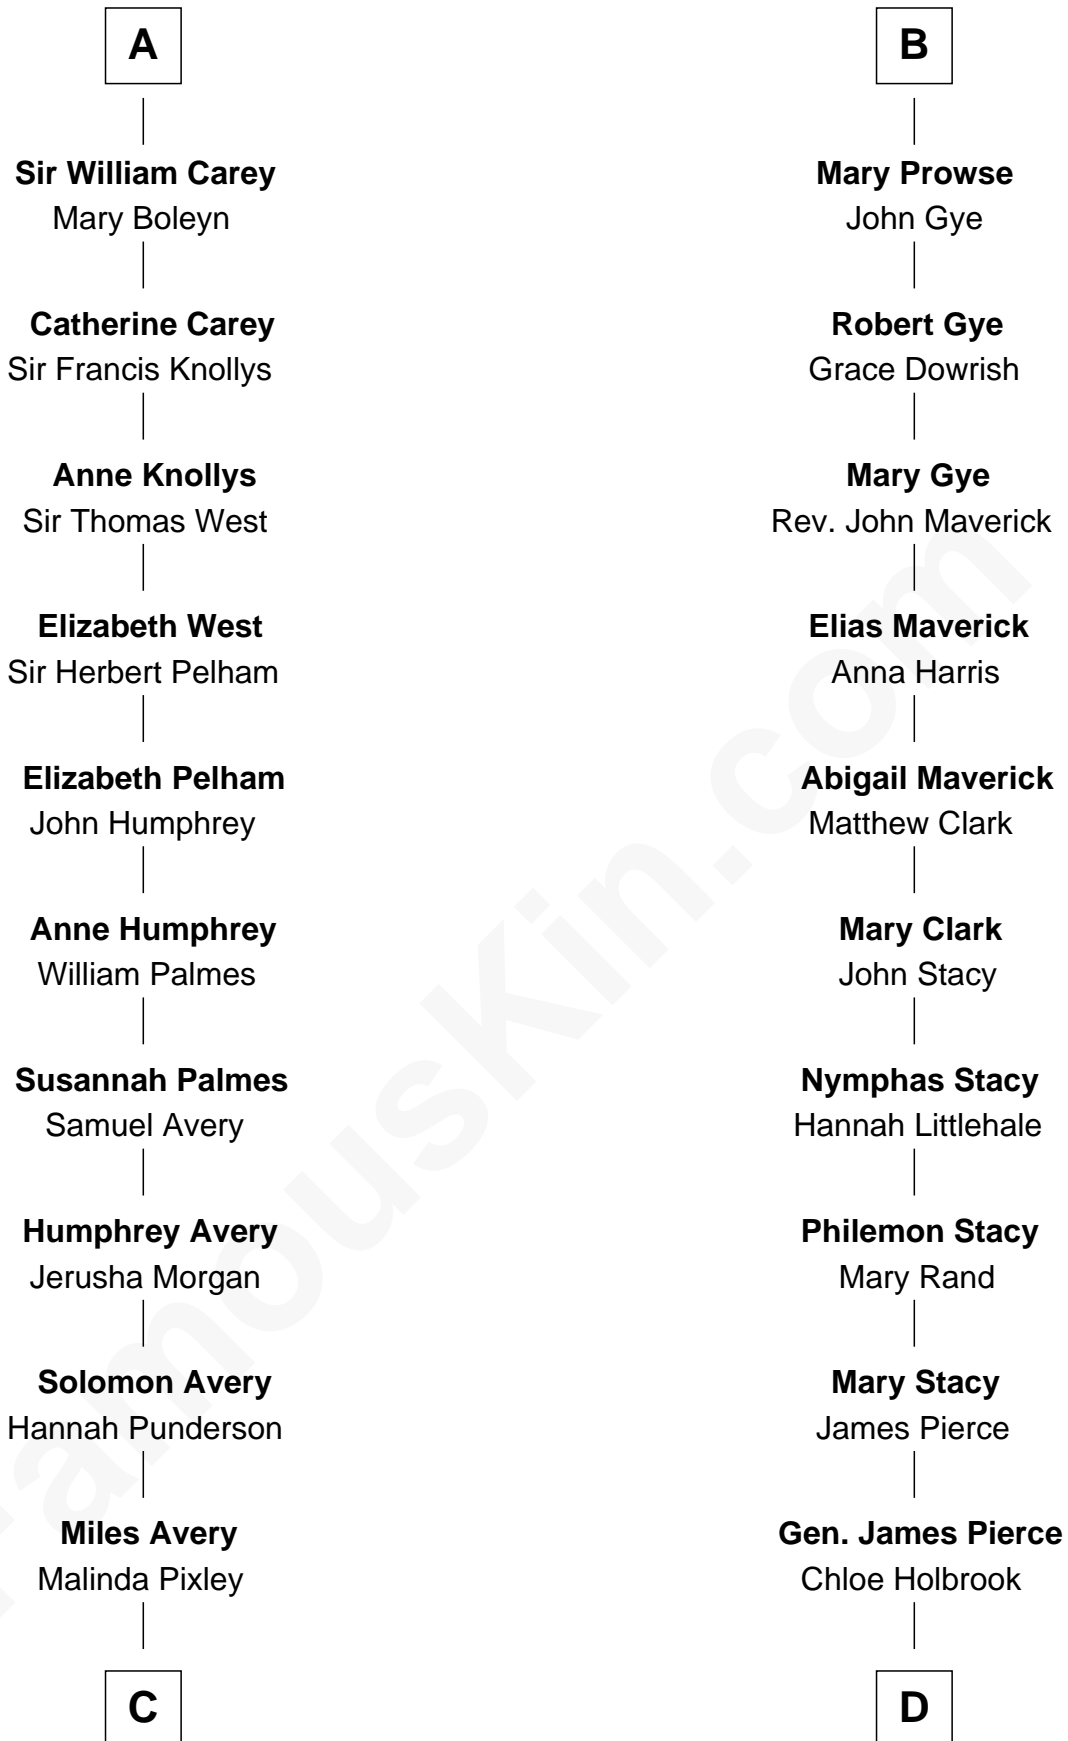 A
Sir William Carey
Mary Boleyn
Catherine Carey
Sir Francis Knollys
Anne Knollys
Sir Thomas West
Elizabeth West
Sir Herbert Pelham
Elizabeth Pelham
John Humphrey
Anne Humphrey
William Palmes
Susannah Palmes
Samuel Avery
Humphrey Avery
Jerusha Morgan
Solomon Avery
Hannah Punderson
Miles Avery
Malinda Pixley
C
B
Mary Prowse
John Gye
Robert Gye
Grace Dowrish
Mary Gye
Rev. John Maverick
Elias Maverick
Anna Harris
Abigail Maverick
Matthew Clark
Mary Clark
John Stacy
Nymphas Stacy
Hannah Littlehale
Philemon Stacy
Mary Rand
Mary Stacy
James Pierce
Gen. James Pierce
Chloe Holbrook
D
FamousKin.com